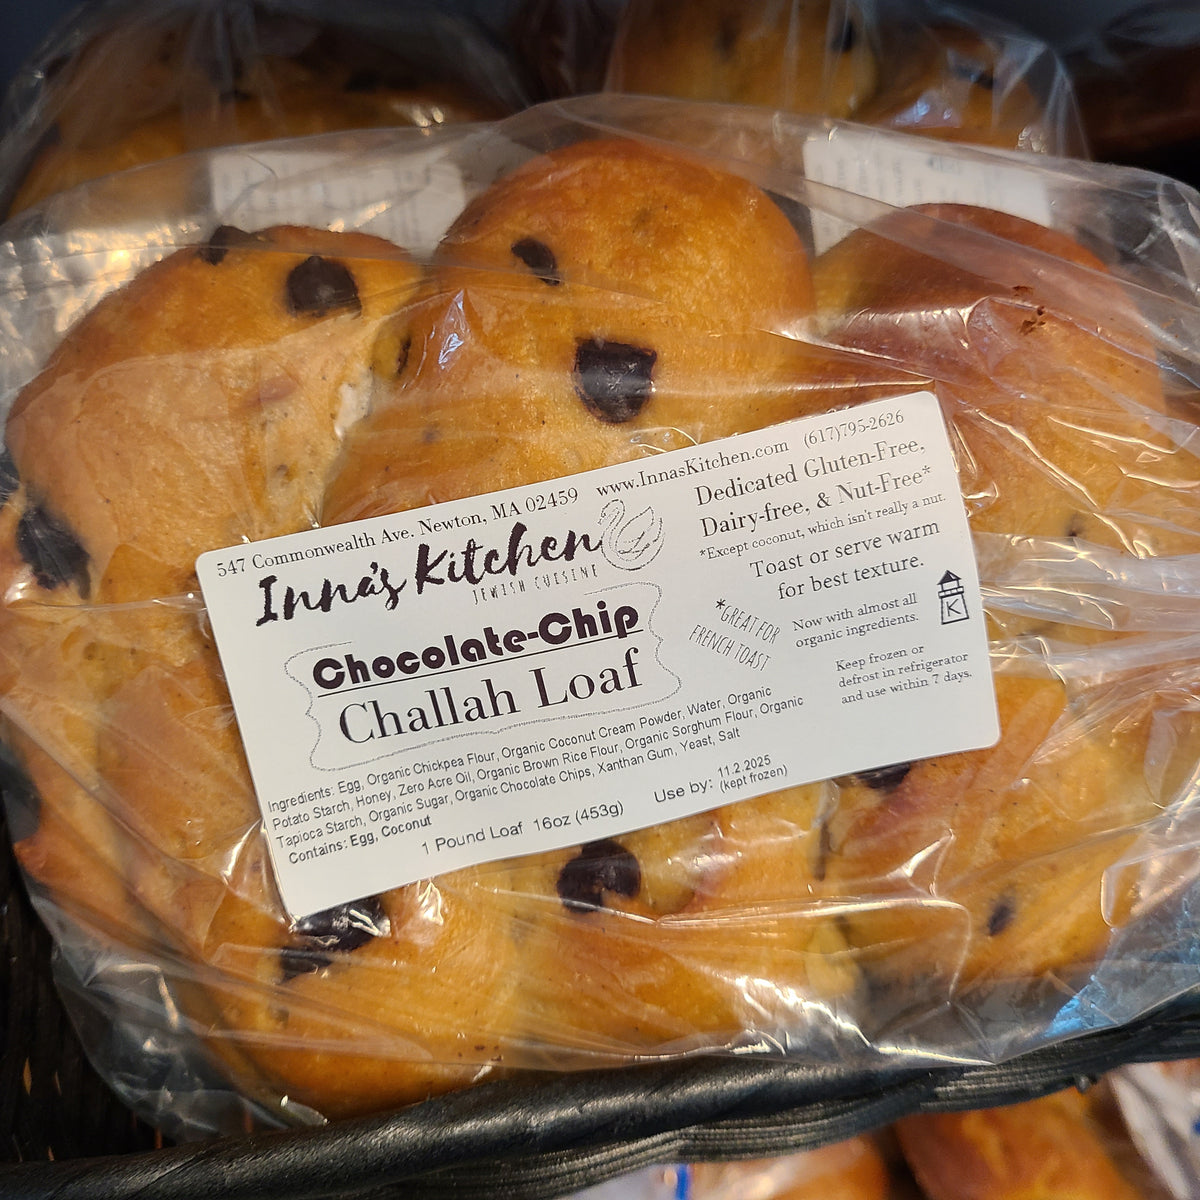 547 Commonwealth Ave. Newton, MA 02459 www.InnasKitchen.com (617)795-2626
Inna's Kitchen
JEWISH CUISINE
Chocolate-Chip
Challah Loaf
Dedicated Gluten-Free,
Dairy-free, & Nut-Free*
*Except coconut, which isn't really a nut.
Toast or serve warm
for best texture.
*GREAT FOR
FRENCH TOAST
Now with almost all
organic ingredients.
K
Keep frozen or
defrost in refrigerator
and use within 7 days.
Ingredients: Egg, Organic Chickpea Flour, Organic Coconut Cream Powder, Water, Organic
Potato Starch, Honey, Zero Acre Oil, Organic Brown Rice Flour, Organic Sorghum Flour, Organic
Tapioca Starch, Organic Sugar, Organic Chocolate Chips, Xanthan Gum, Yeast, Salt
Contains: Egg, Coconut
1 Pound Loaf 16oz (453g)
Use by: 11.2.2025
(kept frozen)